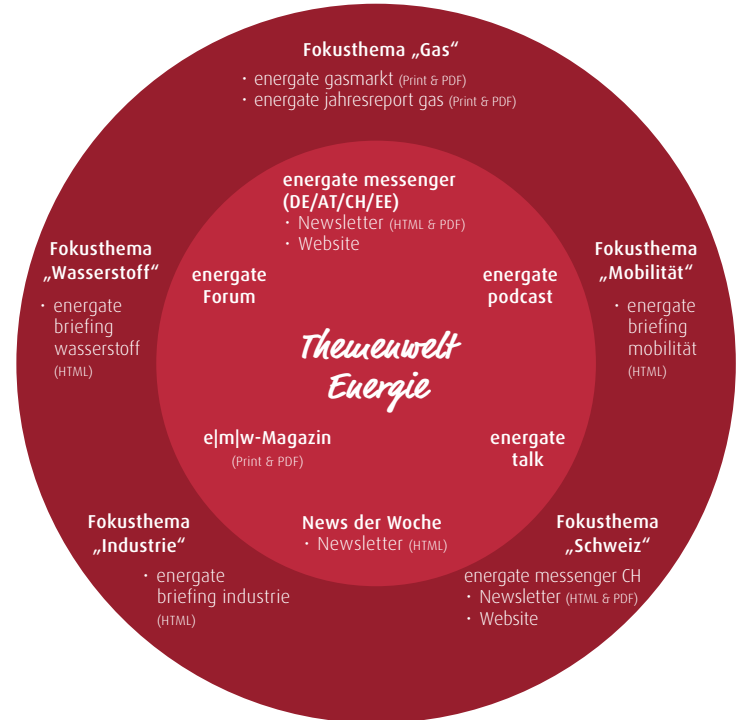 Fokusthema „Gas“
· energate gasmarkt (Print & PDF)
· energate jahresreport gas (Print & PDF)
energate messenger
(DE/AT/CH/EE)
· Newsletter (HTML & PDF)
· Website
Fokusthema
„Wasserstoff“
· energate
briefing
wasserstoff
(HTML)
energate
Forum
energate
podcast
Fokusthema
„Mobilität“
· energate
briefing
mobilität
(HTML)
Themenwelt
Energie
e|m|w-Magazin
(Print & PDF)
energate
talk
Fokusthema
„Industrie“
· energate
briefing industrie
(HTML)
News der Woche
· Newsletter (HTML)
Fokusthema
„Schweiz“
energate messenger CH
· Newsletter (HTML & PDF)
· Website